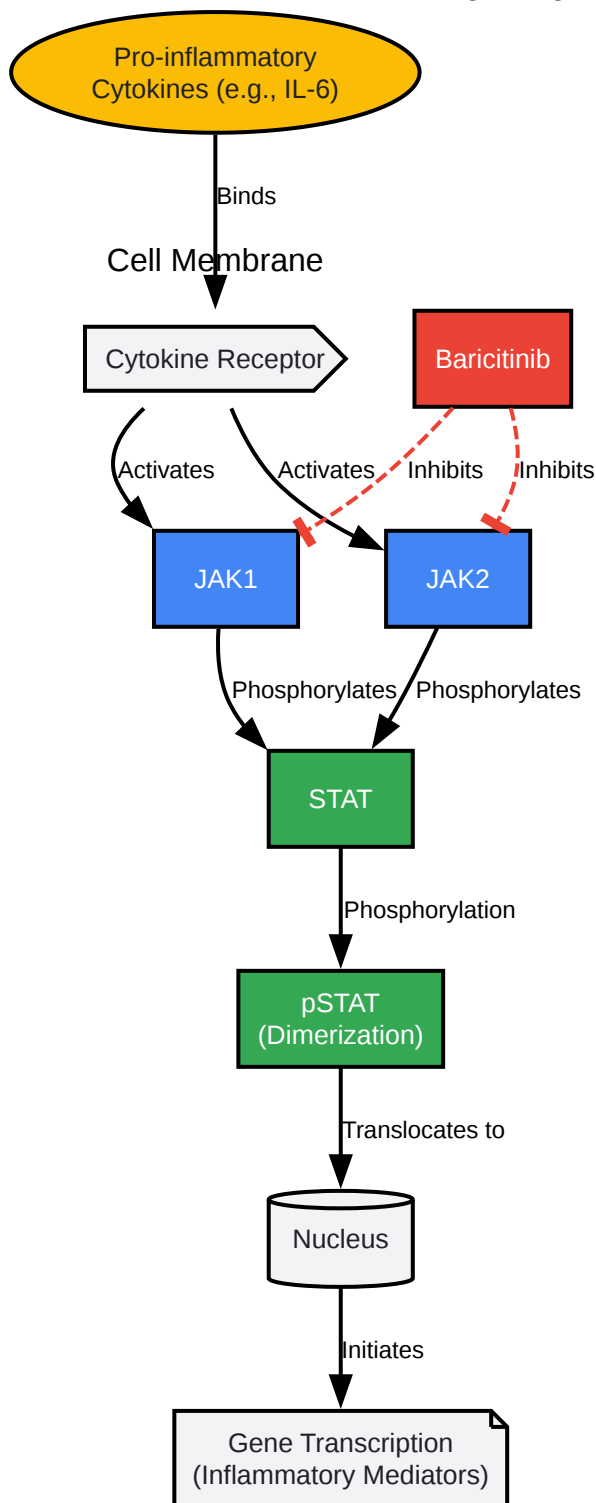 Pro-inflammatory
Cytokines (e.g., IL-6)
Binds
Cell Membrane
Cytokine Receptor
Baricitinib
Activates
Activates
Inhibits
Inhibits
JAK1
JAK2
Phosphorylates
Phosphorylates
STAT
Phosphorylation
pSTAT
(Dimerization)
Translocates to
Nucleus
Initiates
Gene Transcription
(Inflammatory Mediators)